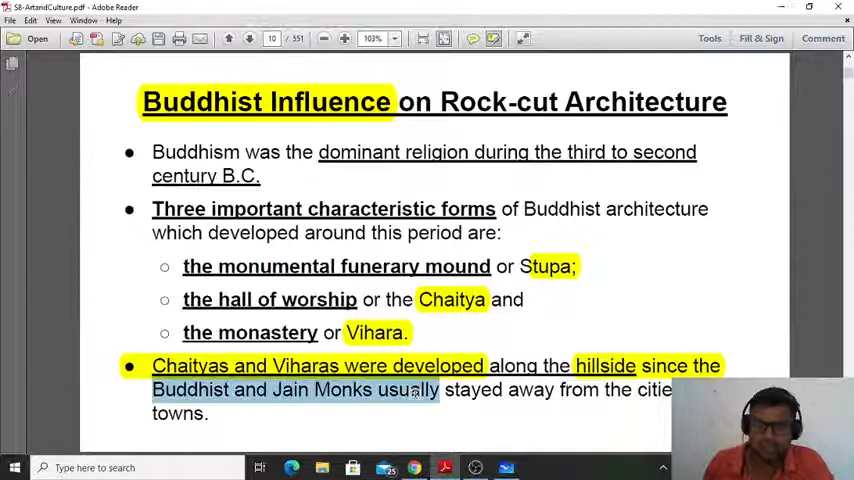 S8-ArtandCulture.pdf - Adobe Reader
File Edit View Window Help
Open 10 / 551 103% Tools Fill & Sign Comment
Buddhist Influence on Rock-cut Architecture
● Buddhism was the dominant religion during the third to second
century B.C.
● Three important characteristic forms of Buddhist architecture
which developed around this period are:
○ the monumental funerary mound or Stupa;
○ the hall of worship or the Chaitya and
○ the monastery or Vihara.
● Chaityas and Viharas were developed along the hillside since the
Buddhist and Jain Monks usually stayed away from the citie
towns.
Type here to search
25